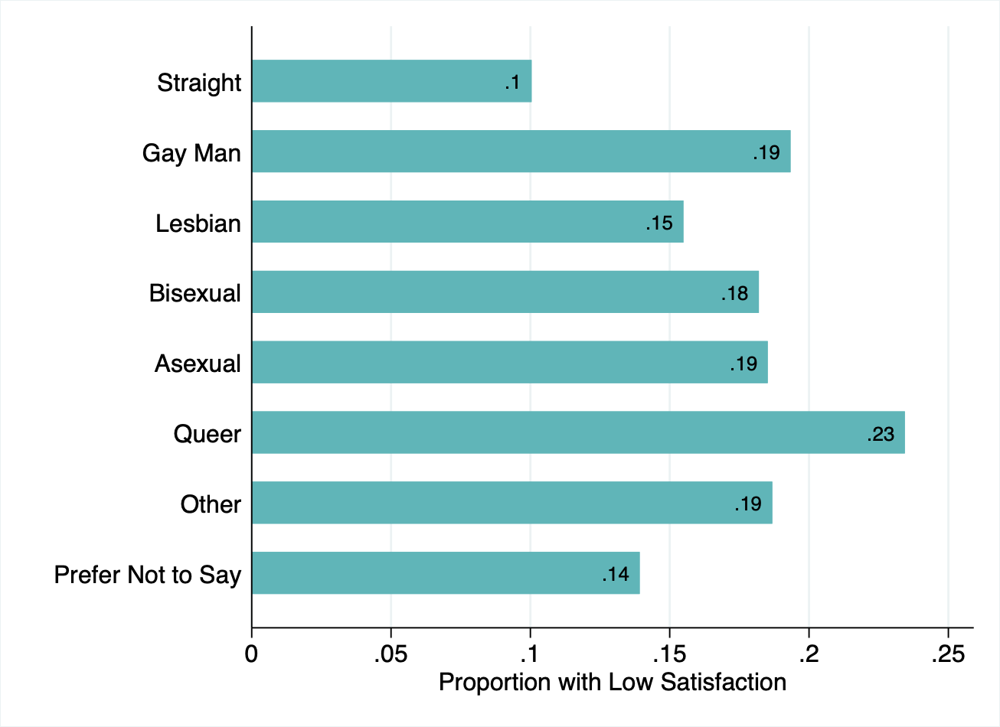 Straight .1
Gay Man .19
Lesbian .15
Bisexual .18
Asexual .19
Queer .23
Other .19
Prefer Not to Say .14
0 .05 .1 .15 .2 .25
Proportion with Low Satisfaction